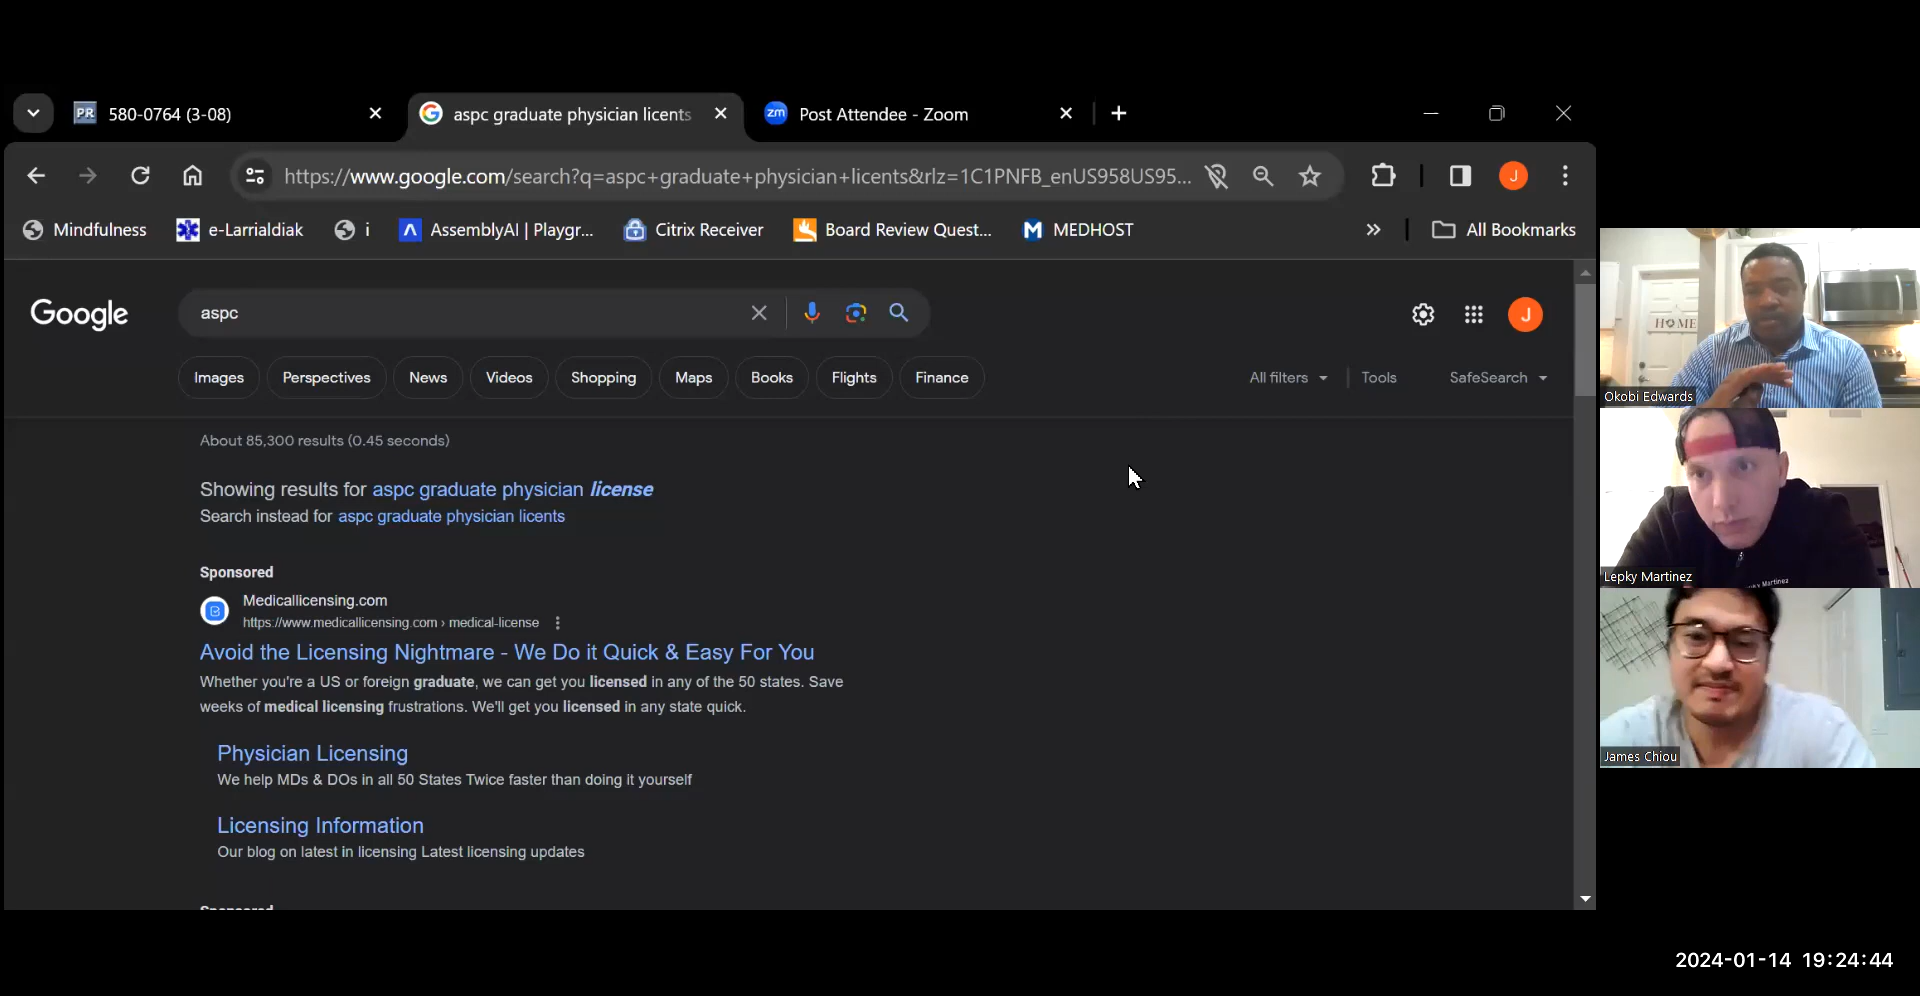 580-0764 (3-08)
aspc graduate physician licents
Post Attendee - Zoom
https://www.google.com/search?q=aspc+graduate+physician+licents&rlz=1C1PNFB_enUS958US95...
J
Mindfulness
e-Larrialdiak
i
AssemblyAI | Playgr...
Citrix Receiver
Board Review Quest...
MEDHOST
All Bookmarks
Google
aspc
J
Images
Perspectives
News
Videos
Shopping
Maps
Books
Flights
Finance
All filters
Tools
SafeSearch
About 85,300 results (0.45 seconds)
Showing results for aspc graduate physician license
Search instead for aspc graduate physician licents
Sponsored
Medicallicensing.com
https://www.medicallicensing.com › medical-license
Avoid the Licensing Nightmare - We Do it Quick & Easy For You
Whether you're a US or foreign graduate, we can get you licensed in any of the 50 states. Save
weeks of medical licensing frustrations. We'll get you licensed in any state quick.
Physician Licensing
We help MDs & DOs in all 50 States Twice faster than doing it yourself
Licensing Information
Our blog on latest in licensing Latest licensing updates
Sponsored
PR
zm
HOME
Okobi Edwards
Lepky Martinez
James Chiou
2024-01-14 19:24:44